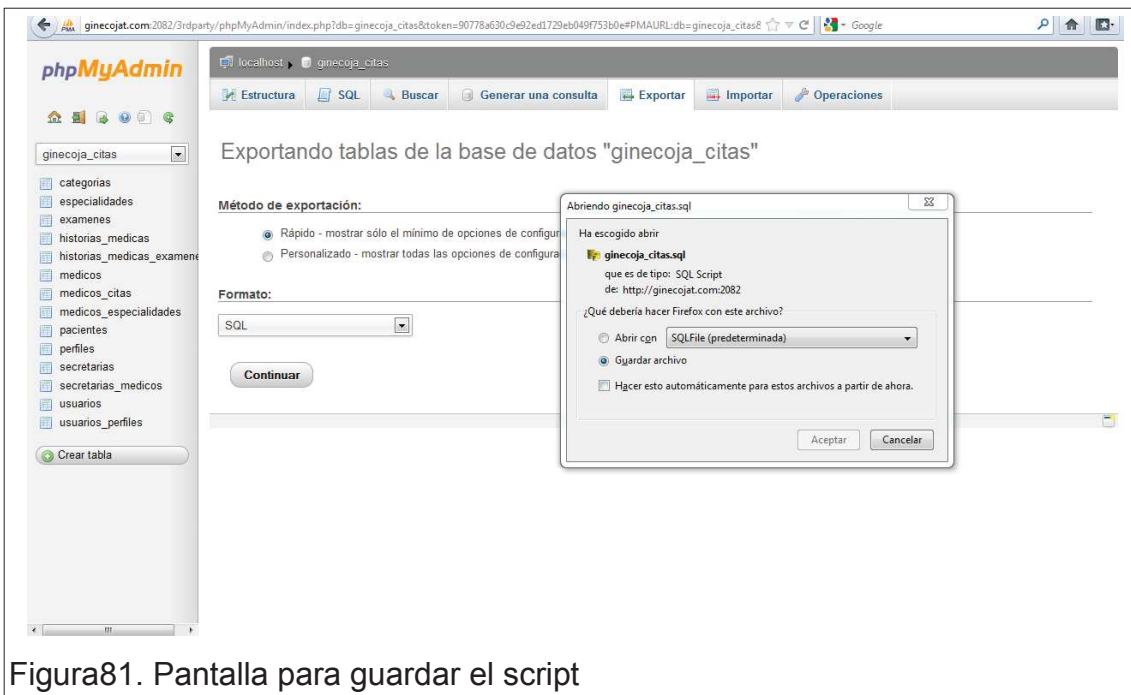 ginecojat.com:2082/3rdparty/phpMyAdmin/index.php?db=ginecoja_citas&token=90778a630c9e92ed1729eb049f753b0e#PMAURL:db=ginecoja_citas&
Google
phpMyAdmin
localhost
ginecoja_citas
Estructura
SQL
Buscar
Generar una consulta
Exportar
Importar
Operaciones
ginecoja_citas
categorias
especialidades
examenes
historias_medicas
historias_medicas_examene
medicos
medicos_citas
medicos_especialidades
pacientes
perfiles
secretarias
secretarias_medicos
usuarios
usuarios_perfiles
Crear tabla
Exportando tablas de la base de datos "ginecoja_citas"
Método de exportación:
Rápido - mostrar sólo el mínimo de opciones de configur
Personalizado - mostrar todas las opciones de configura
Formato:
SQL
Continuar
Abriendo ginecoja_citas.sql
Ha escogido abrir
ginecoja_citas.sql
que es de tipo: SQL Script
de: http://ginecojat.com:2082
¿Qué debería hacer Firefox con este archivo?
Abrir con SQLFile (predeterminada)
Guardar archivo
Hacer esto automáticamente para estos archivos a partir de ahora.
Aceptar
Cancelar
Figura81. Pantalla para guardar el script